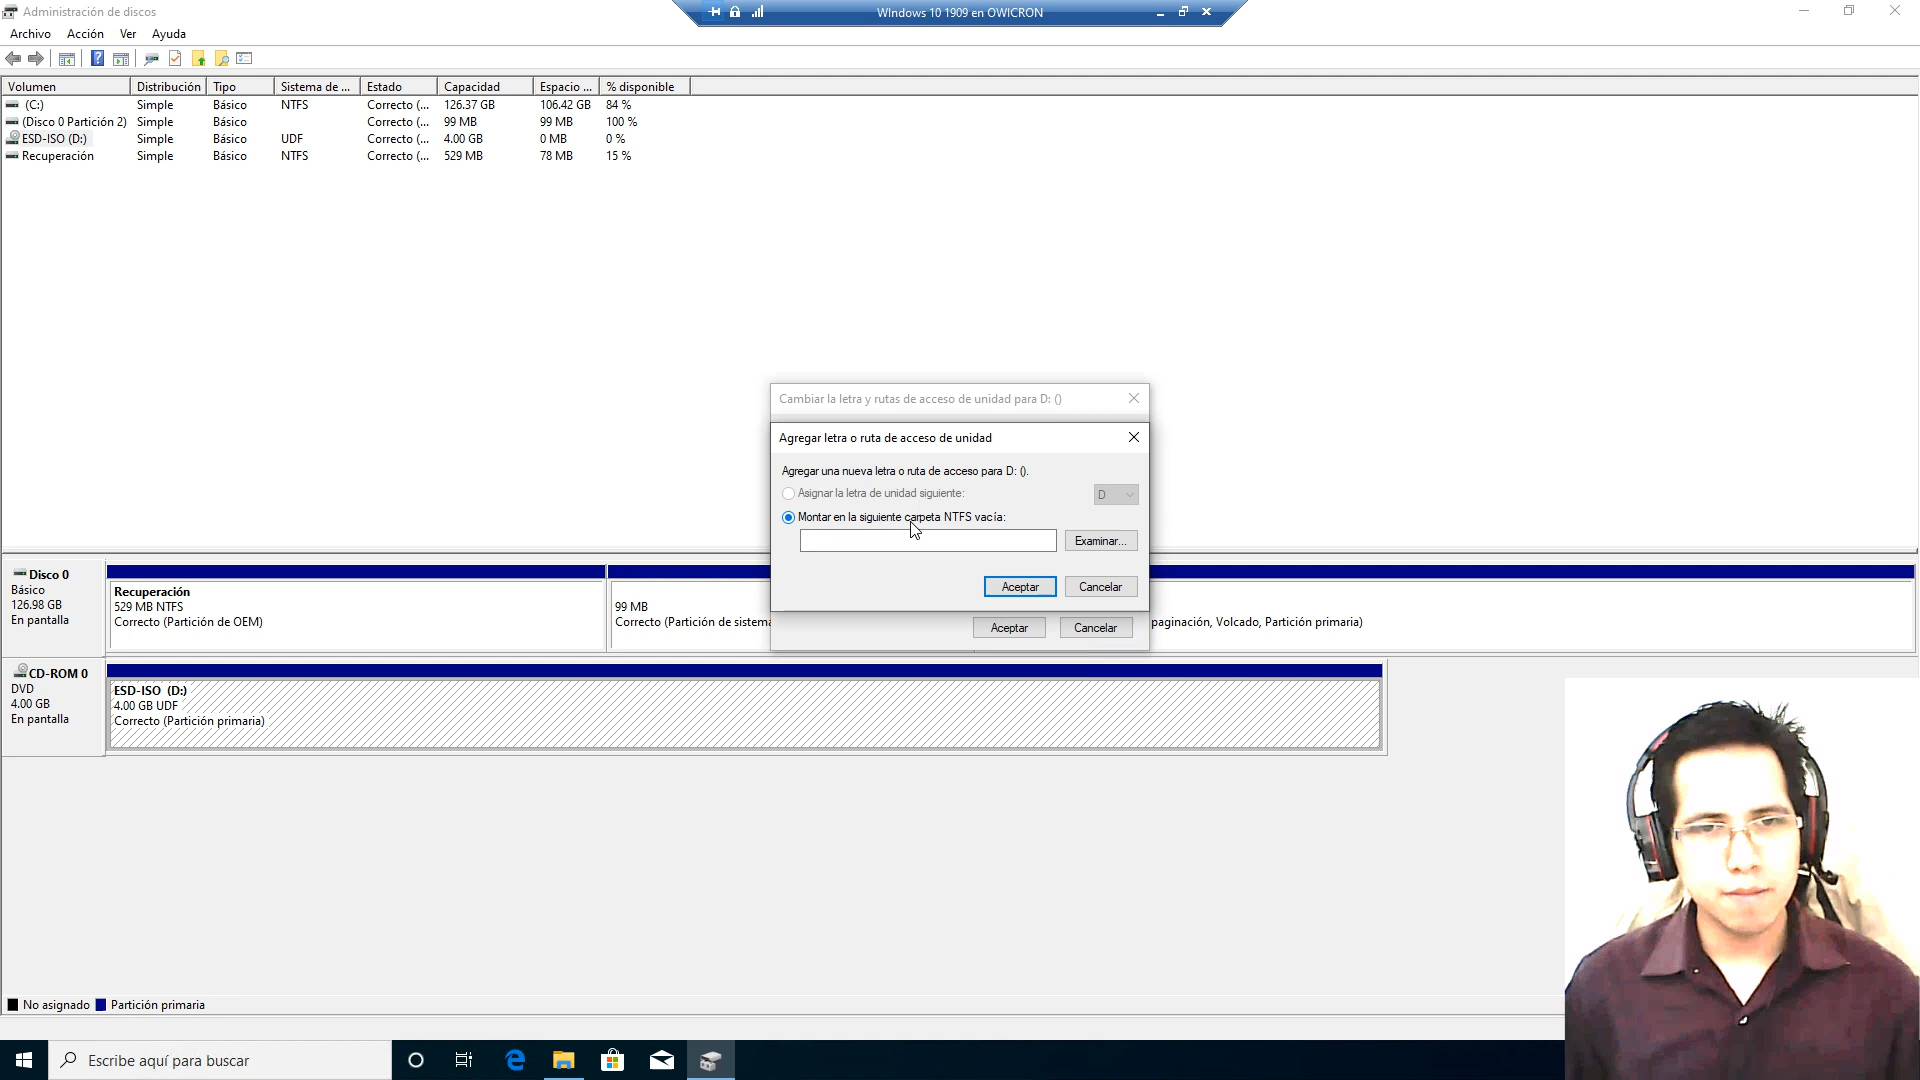 Administración de discos
WIndows 10 1909 en OWICRON
Archivo Acción Ver Ayuda
Volumen Distribución Tipo Sistema de ... Estado Capacidad Espacio ... % disponible
(C:) Simple Básico NTFS Correcto (... 126.37 GB 106.42 GB 84 %
(Disco 0 Partición 2) Simple Básico Correcto (... 99 MB 99 MB 100 %
ESD-ISO (D:) Simple Básico UDF Correcto (... 4.00 GB 0 MB 0 %
Recuperación Simple Básico NTFS Correcto (... 529 MB 78 MB 15 %
Cambiar la letra y rutas de acceso de unidad para D: ()
Agregar letra o ruta de acceso de unidad
Agregar una nueva letra o ruta de acceso para D: ().
Asignar la letra de unidad siguiente: D
Montar en la siguiente carpeta NTFS vacía:
Examinar...
Aceptar Cancelar
Aceptar Cancelar
Disco 0
Básico
126.98 GB
En pantalla
Recuperación
529 MB NTFS
Correcto (Partición de OEM)
99 MB
Correcto (Partición de sistema
paginación, Volcado, Partición primaria)
CD-ROM 0
DVD
4.00 GB
En pantalla
ESD-ISO (D:)
4.00 GB UDF
Correcto (Partición primaria)
No asignado Partición primaria
Escribe aquí para buscar